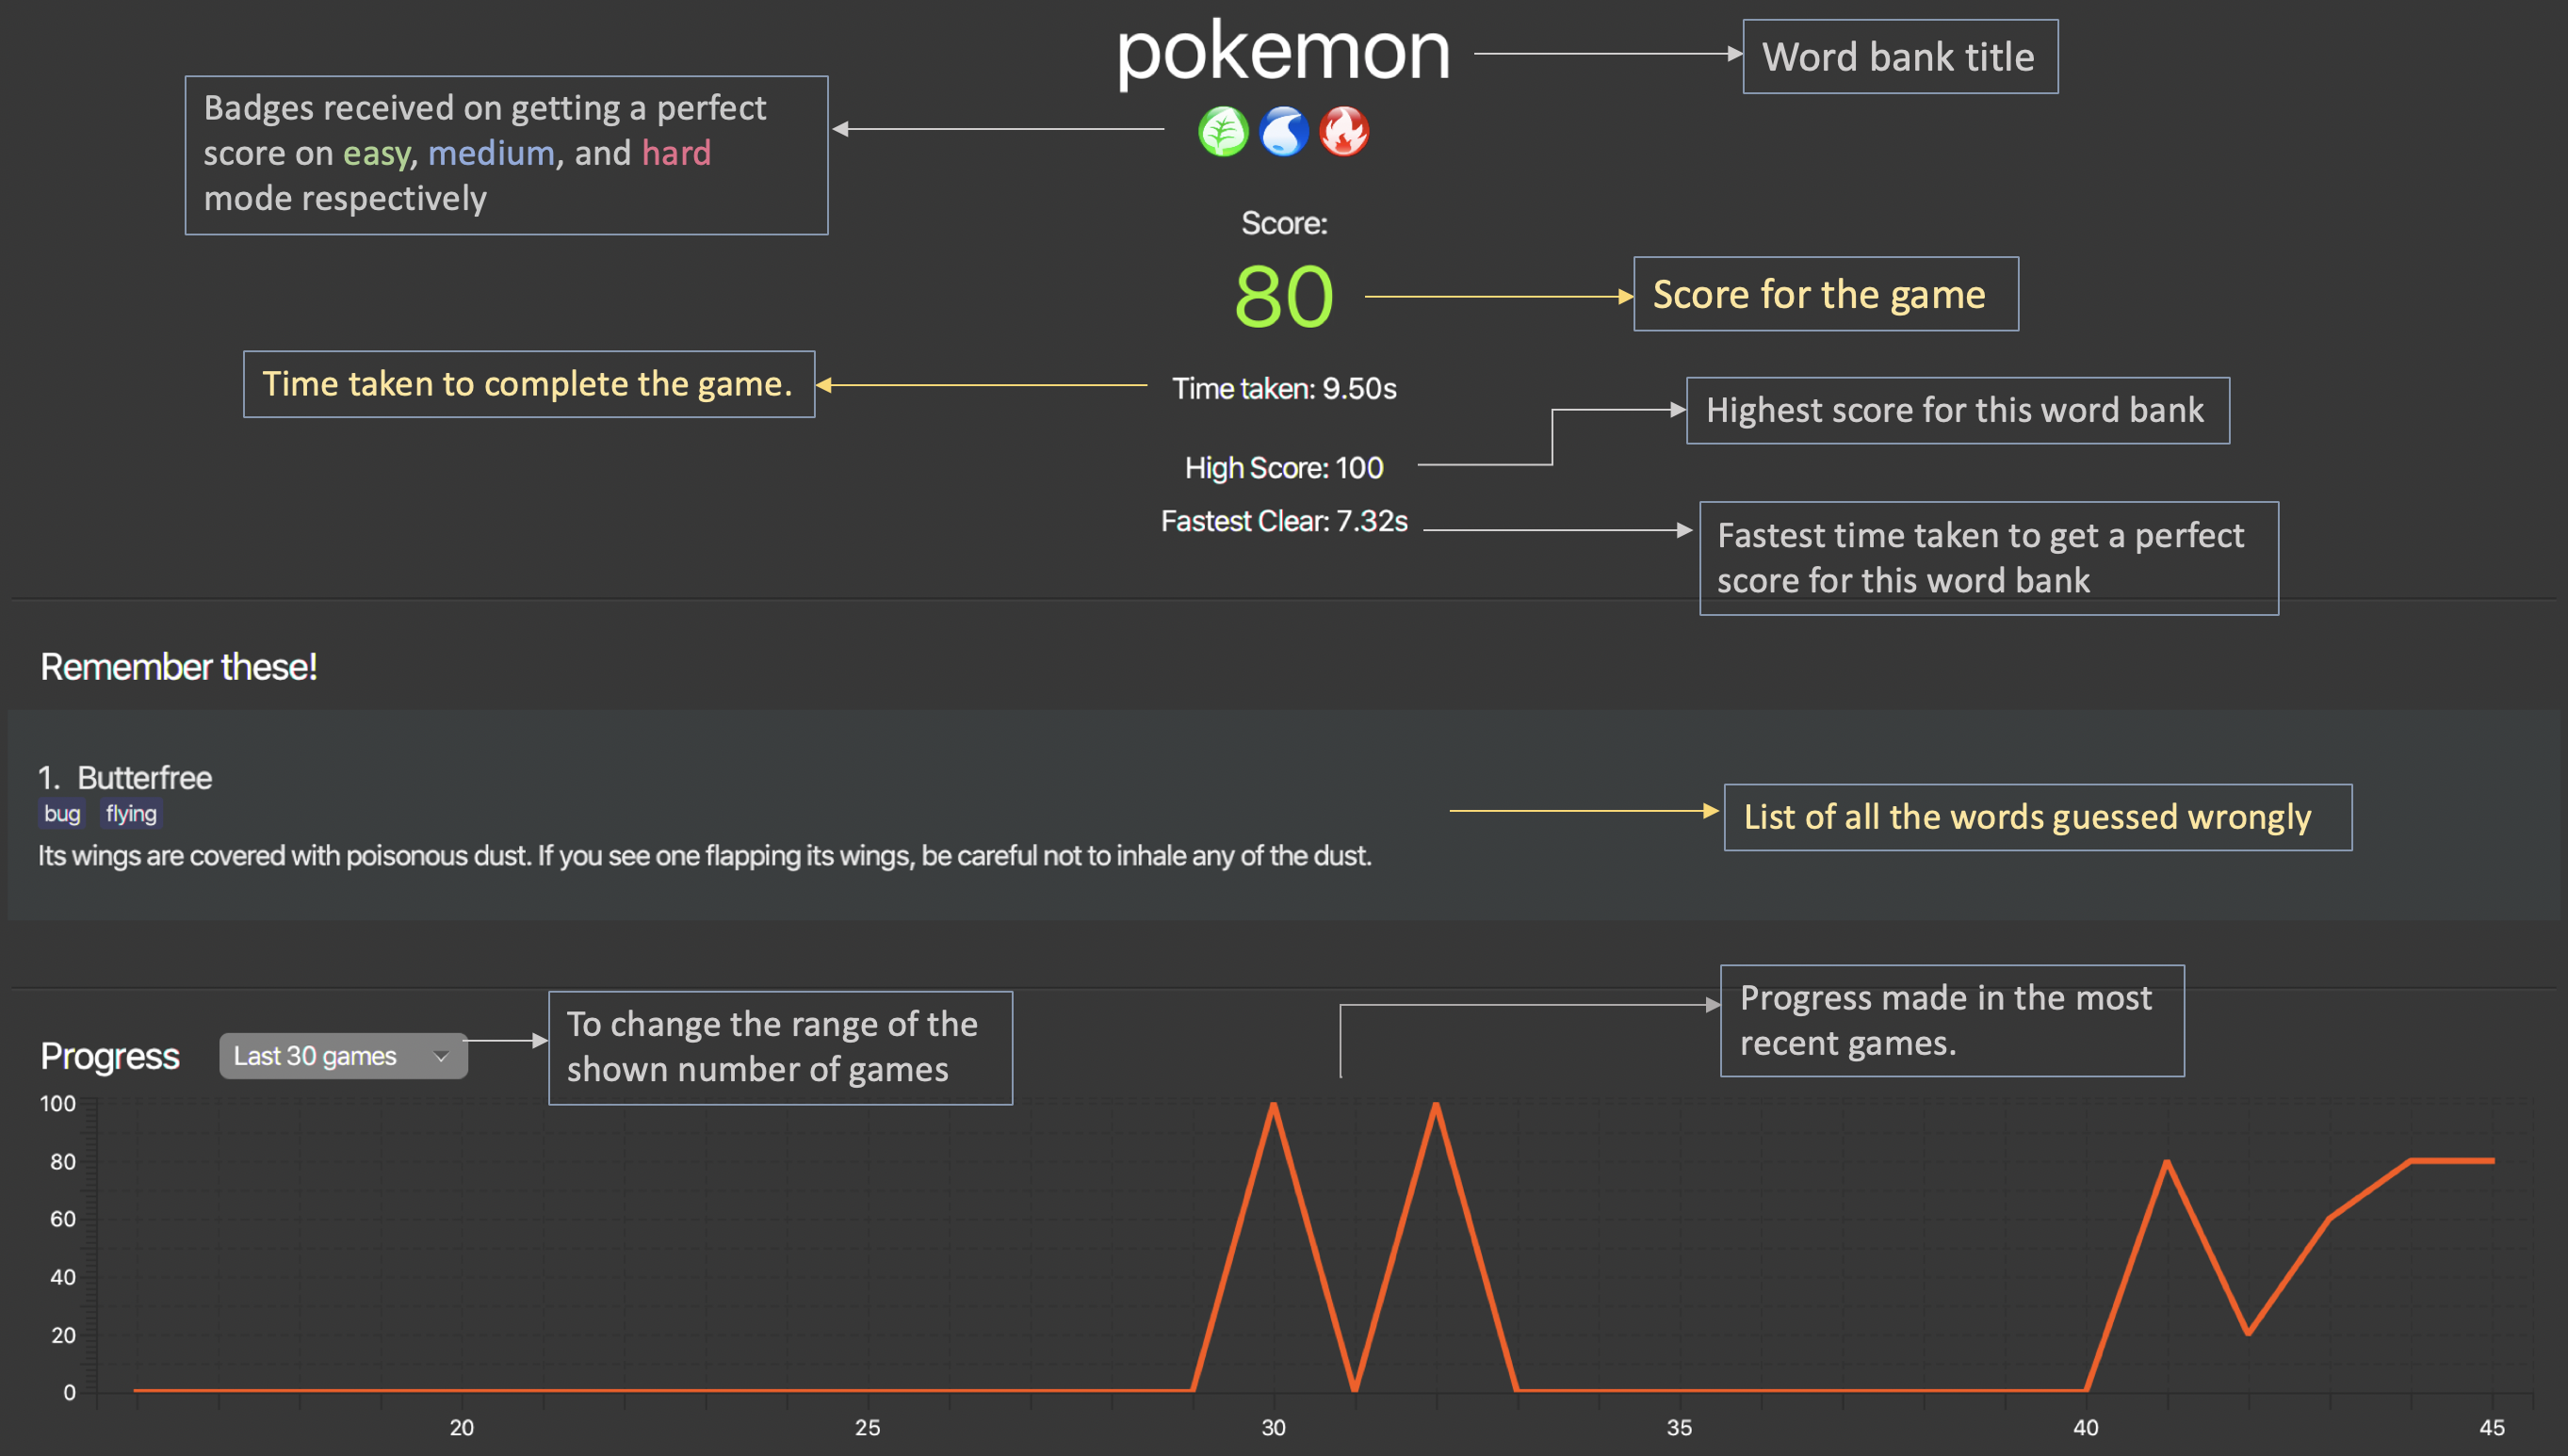 pokemon
Word bank title
Badges received on getting a perfect
score on easy, medium, and hard
mode respectively
Score:
80
Score for the game
Time taken to complete the game.
Time taken: 9.50s
Highest score for this word bank
High Score: 100
Fastest Clear: 7.32s
Fastest time taken to get a perfect
score for this word bank
Remember these!
1. Butterfree
bug flying
Its wings are covered with poisonous dust. If you see one flapping its wings, be careful not to inhale any of the dust.
List of all the words guessed wrongly
Progress
Last 30 games
To change the range of the
shown number of games
Progress made in the most
recent games.
100
80
60
40
20
0
20 25 30 35 40 45